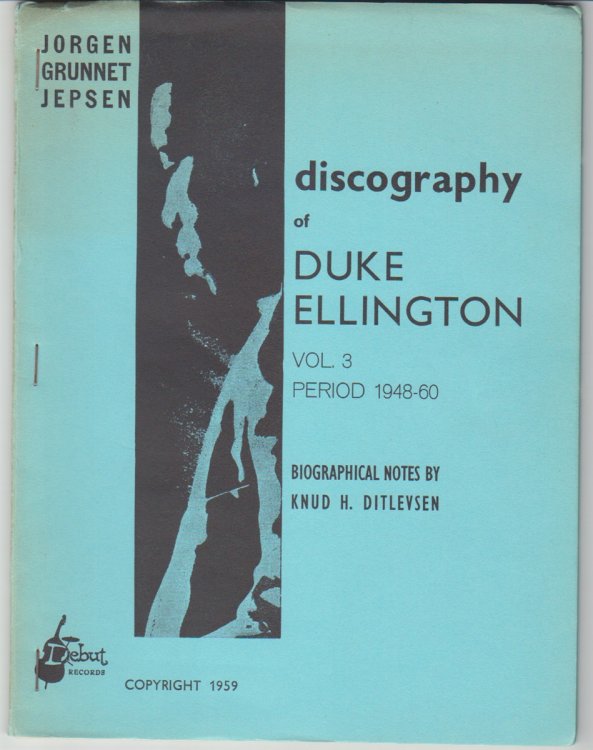 JORGEN
GRUNNET
JEPSEN
discography
of
DUKE
ELLINGTON
VOL. 3
PERIOD 1948-60
BIOGRAPHICAL NOTES BY
KNUD H. DITLEVSEN
Debut
RECORDS
COPYRIGHT 1959